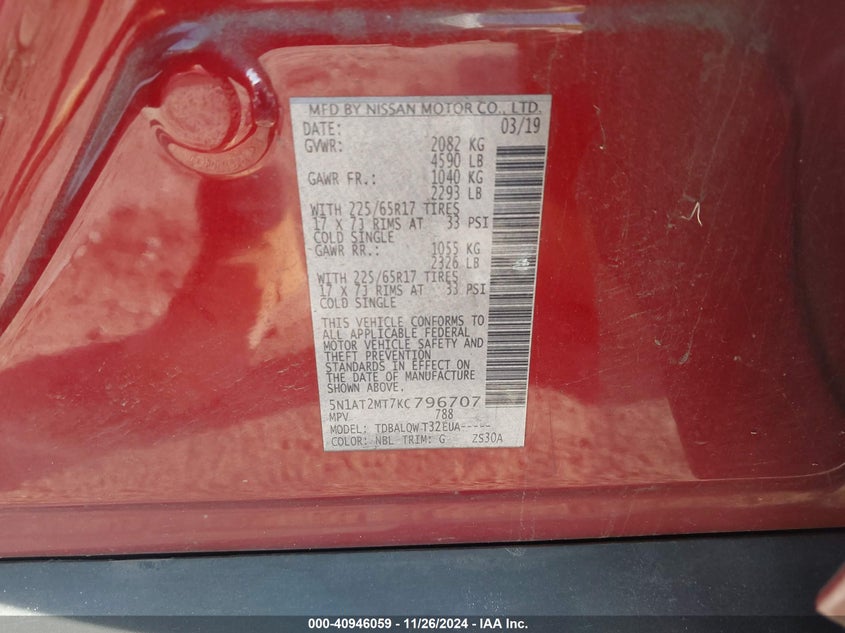 MFD BY NISSAN MOTOR CO., LTD.
DATE: 03/19
GVWR: 2082 KG
4590 LB
GAWR FR.: 1040 KG
2293 LB
WITH 225/65R17 TIRES
17 X 7J RIMS AT 33 PSI
COLD SINGLE
GAWR RR.: 1055 KG
2326 LB
WITH 225/65R17 TIRES
17 X 7J RIMS AT 33 PSI
COLD SINGLE
THIS VEHICLE CONFORMS TO
ALL APPLICABLE FEDERAL
MOTOR VEHICLE SAFETY AND
THEFT PREVENTION
STANDARDS IN EFFECT ON
THE DATE OF MANUFACTURE
SHOWN ABOVE.
5N1AT2MT7KC796707
MPV 788
MODEL: TDBALQW-T32EUA-----
COLOR: NBL TRIM: G ZS30A
000-40946059 - 11/26/2024 - IAA Inc.